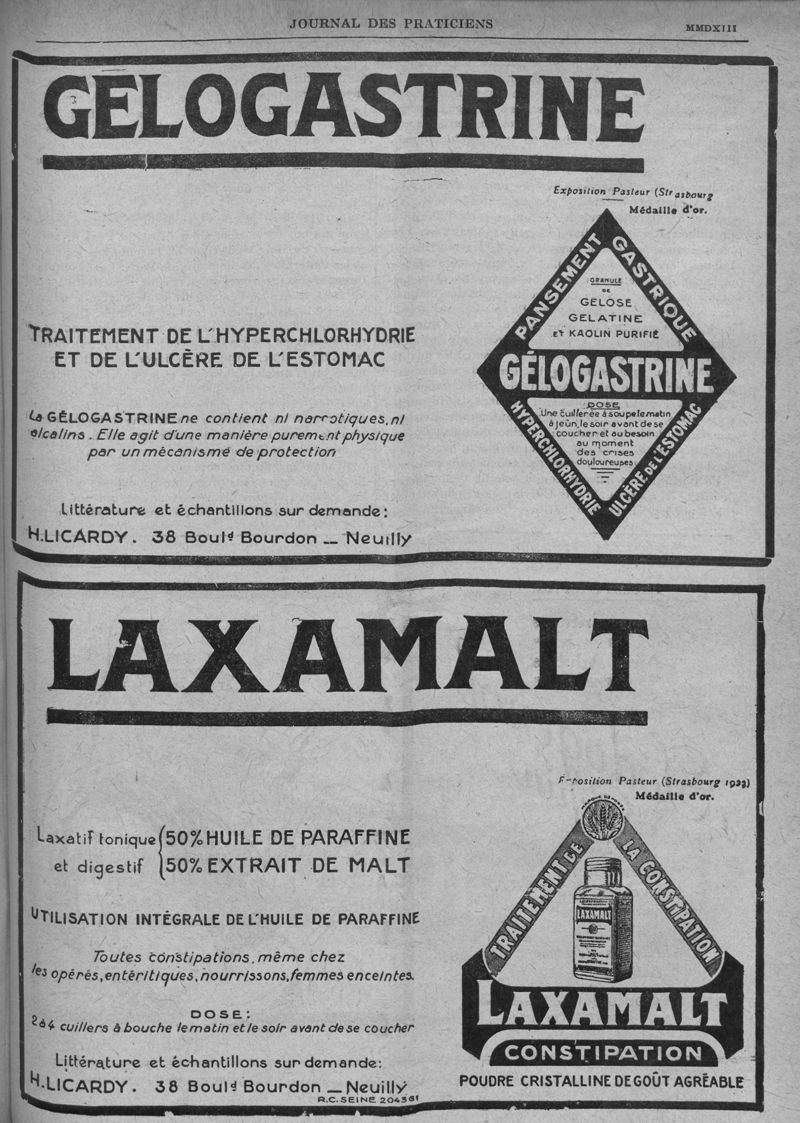 JOURNAL DES PRATICIENS
MMDXIII
GÉLOGASTRINE
Exposition Pasteur (Strasbourg
Médaille d'or.
PANSEMENT GASTRIQUE
GRANULÉ
DE
GELOSE
GELATINE
ET KAOLIN PURIFIÉ
GÉLOGASTRINE
DOSE
Une cuillerée à soupe le matin
à jeûn, le soir avant de se
coucher et au besoin
au moment
des crises
douloureuses
HYPERCHLORHYDRIE
ULCÈRE DE L'ESTOMAC
TRAITEMENT DE L'HYPERCHLORHYDRIE
ET DE L'ULCÈRE DE L'ESTOMAC
La GÉLOGASTRINE ne contient ni narcotiques, ni
alcalins. Elle agit d'une manière purement physique
par un mécanisme de protection
Littérature et échantillons sur demande:
H. LICARDY. 38 Boulᵈ Bourdon _ Neuilly
LAXAMALT
Exposition Pasteur (Strasbourg 1923)
Médaille d'or.
Laxatif tonique { 50% HUILE DE PARAFFINE
et digestif { 50% EXTRAIT DE MALT
UTILISATION INTÉGRALE DE L'HUILE DE PARAFFINE
Toutes constipations, même chez
les opérés, entéritiques, nourrissons, femmes enceintes.
DOSE:
2 à 4 cuillers à bouche le matin et le soir avant de se coucher
Littérature et échantillons sur demande:
H. LICARDY. 38 Boulᵈ Bourdon _ Neuilly
R.C. SEINE 204361
TRAITEMENT DE LA CONSTIPATION
LAXAMALT
LAXAMALT
CONSTIPATION
POUDRE CRISTALLINE DE GOÛT AGRÉABLE